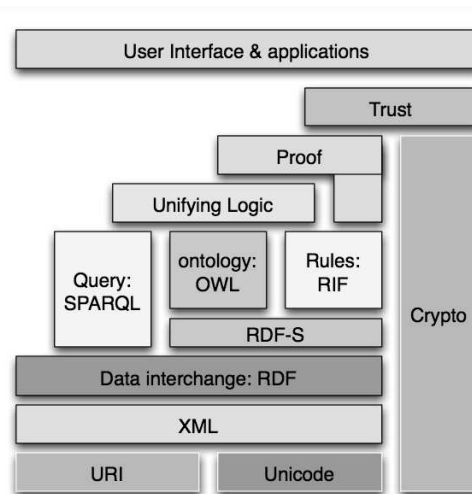 User Interface & applications
Trust
Proof
Unifying Logic
Query:
SPARQL
ontology:
OWL
Rules:
RIF
Crypto
RDF-S
Data interchange: RDF
XML
URI
Unicode